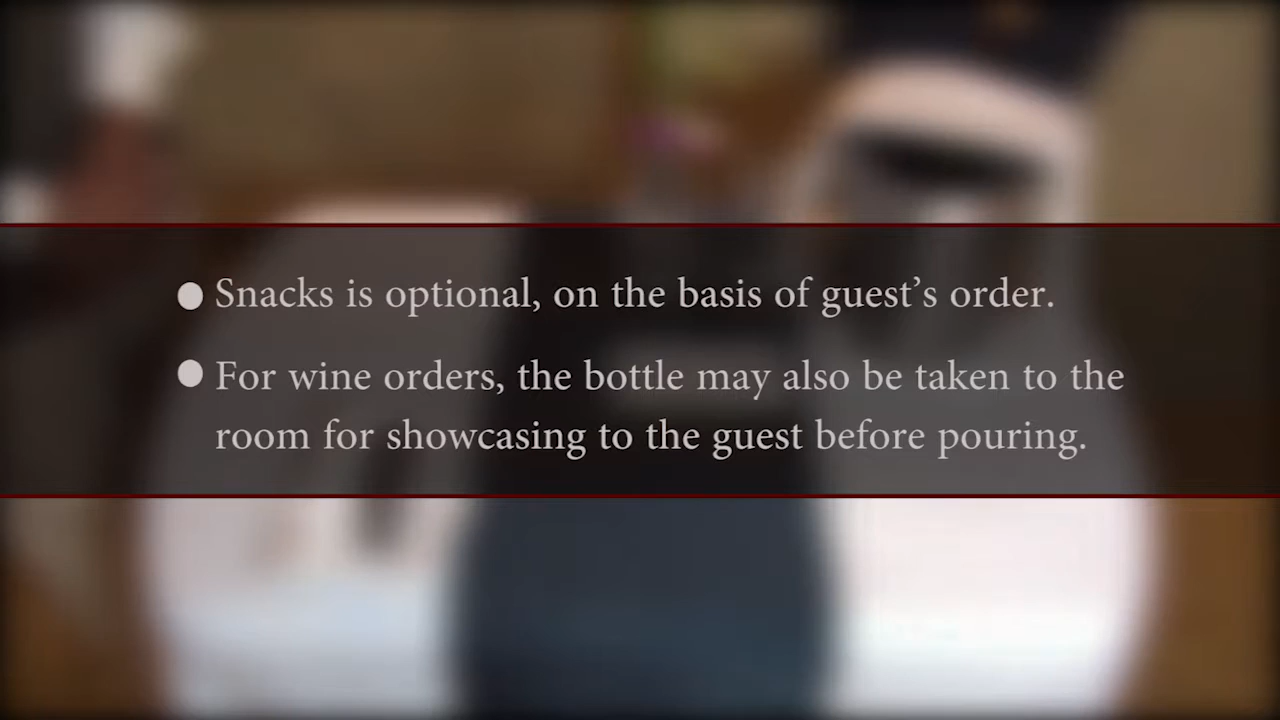 ● Snacks is optional, on the basis of guest’s order.
● For wine orders, the bottle may also be taken to the
room for showcasing to the guest before pouring.